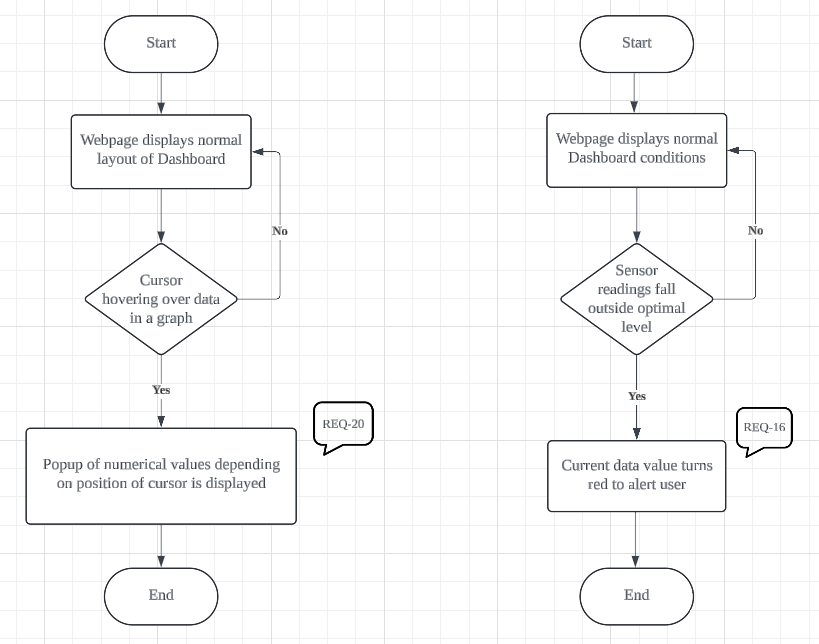 Start
Webpage displays normal
layout of Dashboard
No
Cursor
hovering over data
in a graph
Yes
REQ-20
Popup of numerical values depending
on position of cursor is displayed
End
Start
Webpage displays normal
Dashboard conditions
No
Sensor
readings fall
outside optimal
level
Yes
REQ-16
Current data value turns
red to alert user
End